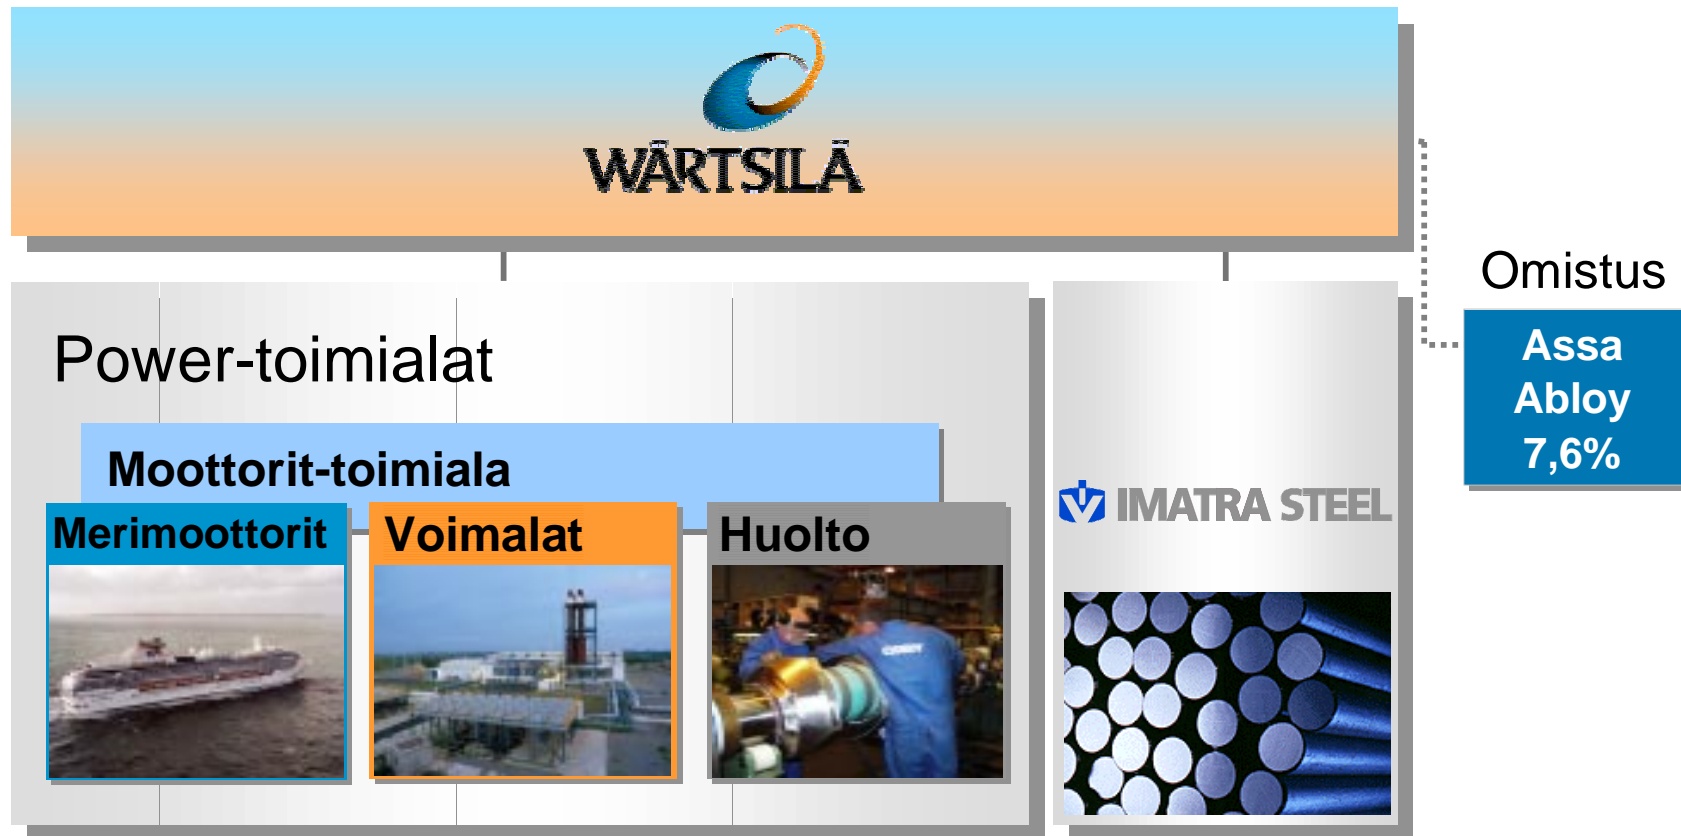 WÄRTSILÄ
Omistus
Assa
Abloy
7,6%
Power-toimialat
Moottorit-toimiala
Merimoottorit
Voimalat
Huolto
IMATRA STEEL